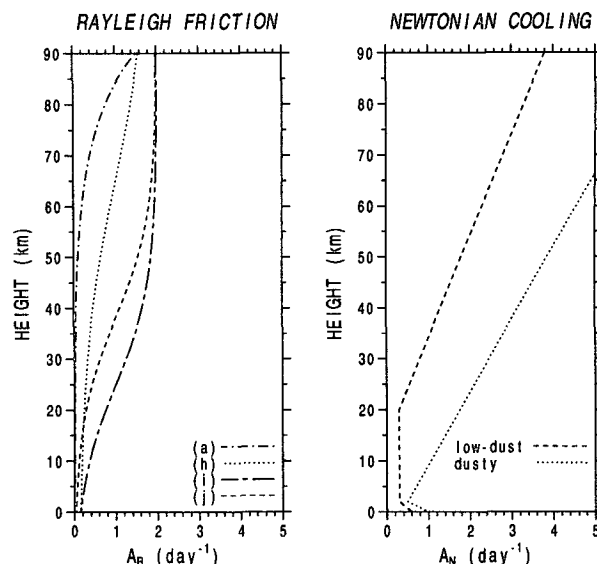 RAYLEIGH FRICTION
90
80
70
60
50
40
30
20
10
0
HEIGHT (km)
(a)
(h)
(i)
(j)
0 1 2 3 4 5
A_R (day⁻¹)
NEWTONIAN COOLING
90
80
70
60
50
40
30
20
10
0
HEIGHT (km)
low-dust
dusty
0 1 2 3 4 5
A_N (day⁻¹)